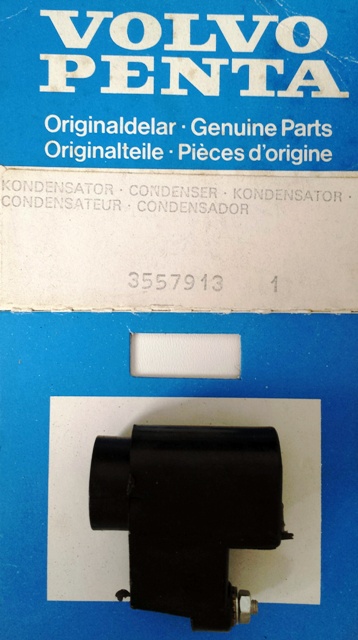 VOLVO
PENTA
Originaldelar · Genuine Parts
Originalteile · Pièces d'origine
KONDENSATOR · CONDENSER · KONDENSATOR ·
CONDENSATEUR · CONDENSADOR
3557913 1